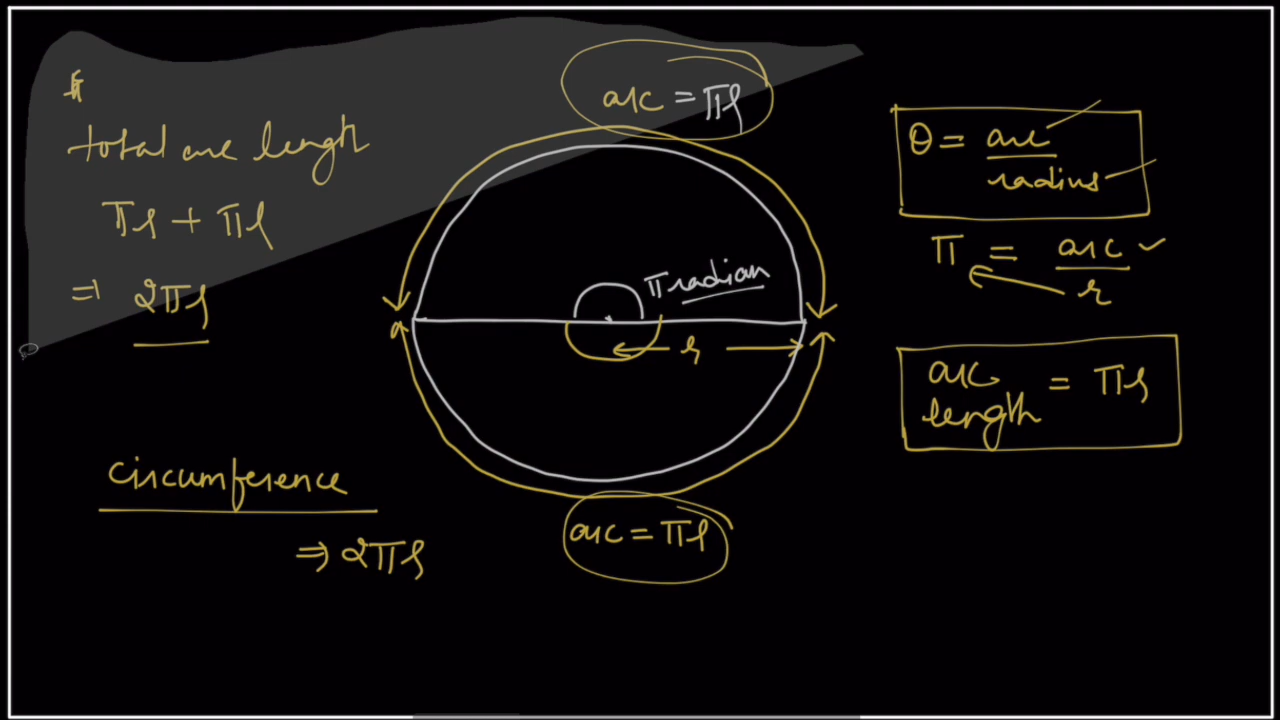 total arc length
πr + πr
⇒ 2πr
circumference
⇒ 2πr
arc = πr
π radian
r
arc = πr
θ = arc / radius
π = arc / r
arc length = πr